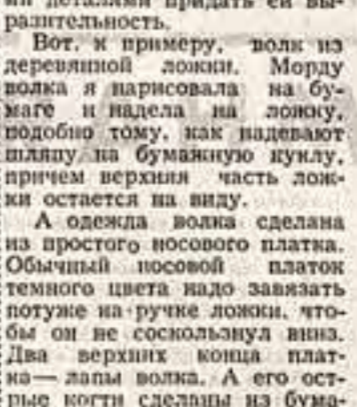 ми деталями придать ей вы-
разительность.
Вот, к примеру, волк из
деревянной ложки. Морду
волка я нарисовала на бу-
маге и надела на ложку,
подобно тому, как надевают
шляпу на бумажную куклу,
причем верхняя часть лож-
ки остается на виду.
А одежда волка сделана
из простого носового платка.
Обычный носовой платок
темного цвета надо завязать
потуже на ручке ложки, что-
бы он не соскользнул вниз.
Два верхних конца плат-
ка — лапы волка. А его ост-
рые когти сделаны из бума-